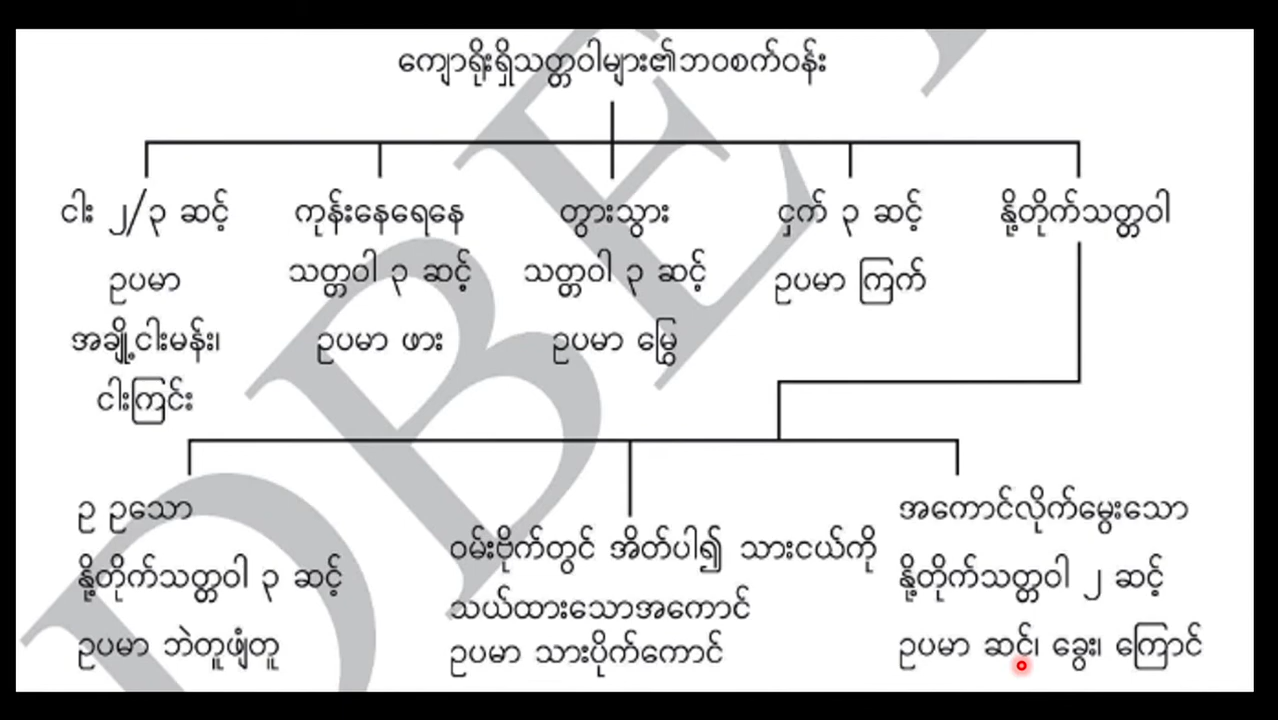 ကျောရိုးရှိသတ္တဝါများ၏ဘဝစက်ဝန်း
ငါး ၂/၃ ဆင့်
ဥပမာ
အချို့ငါးမန်း၊
ငါးကြင်း
ကုန်းနေရေနေ
သတ္တဝါ ၃ ဆင့်
ဥပမာ ဖား
တွားသွား
သတ္တဝါ ၃ ဆင့်
ဥပမာ မြွေ
ငှက် ၃ ဆင့်
ဥပမာ ကြက်
နို့တိုက်သတ္တဝါ
ဥ ဥသော
နို့တိုက်သတ္တဝါ ၃ ဆင့်
ဥပမာ ဘဲတူဖျံတူ
ဝမ်းဗိုက်တွင် အိတ်ပါ၍ သားငယ်ကို
သယ်ထားသောအကောင်
ဥပမာ သားပိုက်ကောင်
အကောင်လိုက်မွေးသော
နို့တိုက်သတ္တဝါ ၂ ဆင့်
ဥပမာ ဆင်၊ ခွေး၊ ကြောင်
DBE